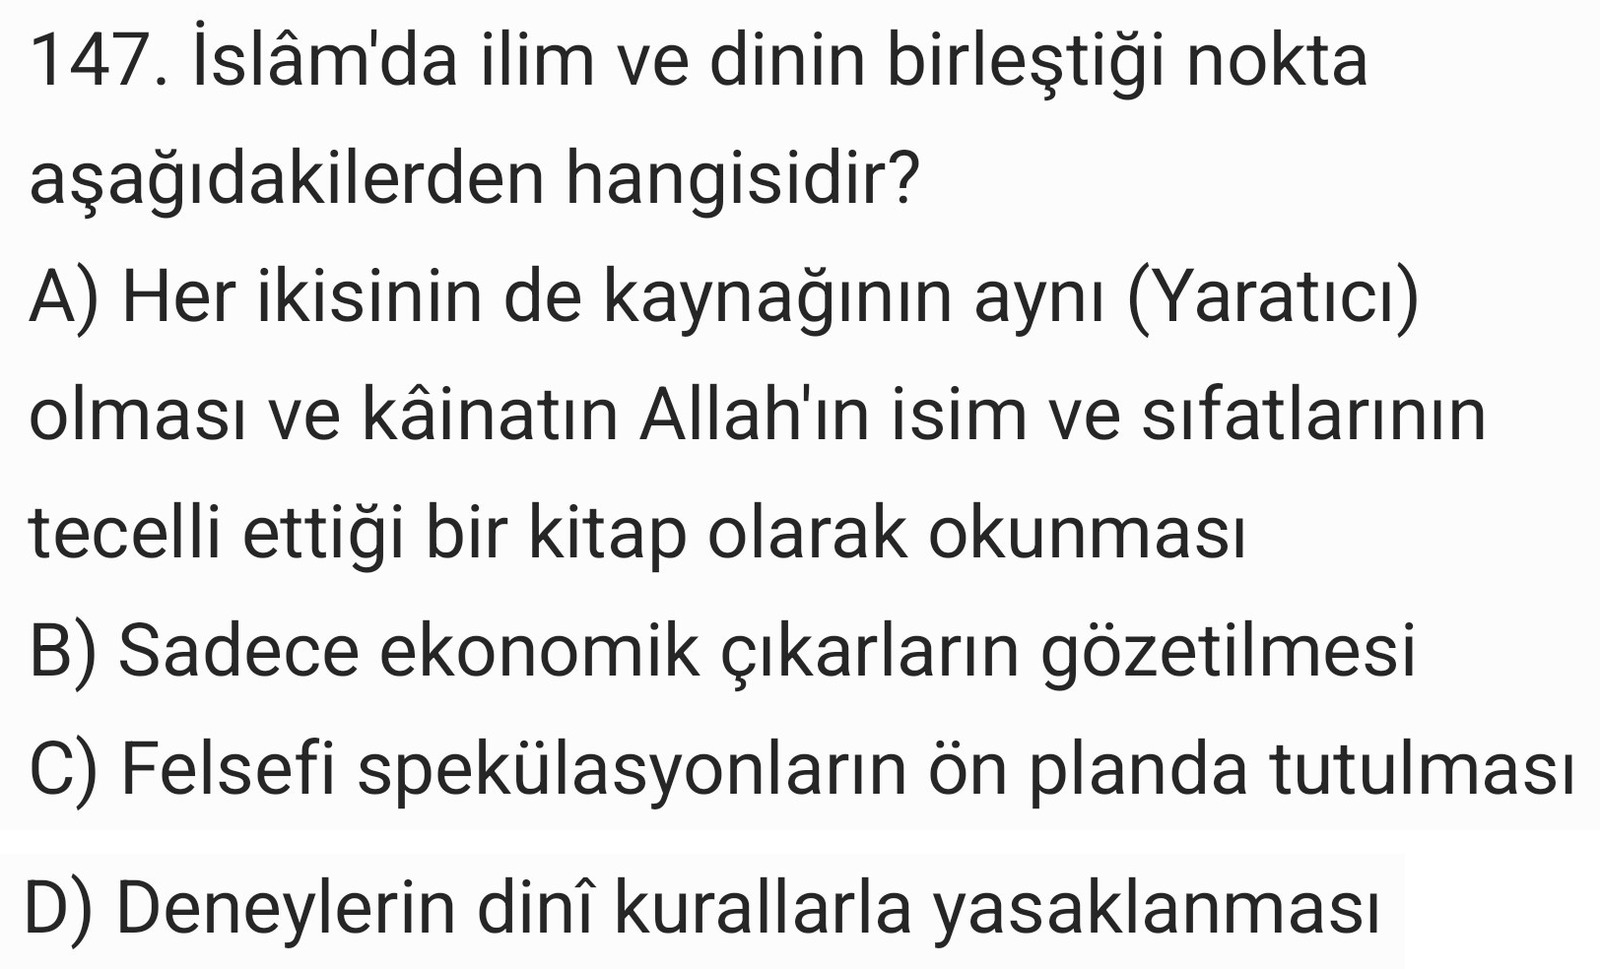 147. İslâm'da ilim ve dinin birleştiği nokta
aşağıdakilerden hangisidir?
A) Her ikisinin de kaynağının aynı (Yaratıcı)
olması ve kâinatın Allah'ın isim ve sıfatlarının
tecelli ettiği bir kitap olarak okunması
B) Sadece ekonomik çıkarların gözetilmesi
C) Felsefi spekülasyonların ön planda tutulması
D) Deneylerin dinî kurallarla yasaklanması